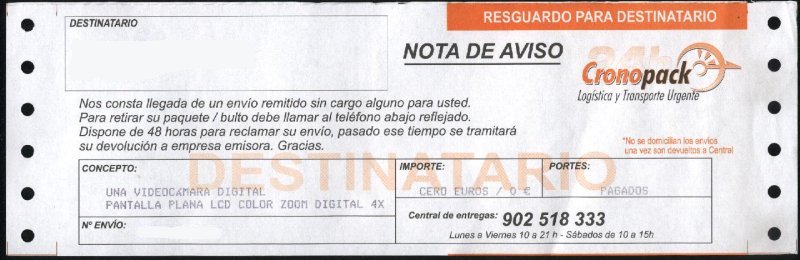 RESGUARDO PARA DESTINATARIO
DESTINATARIO
NOTA DE AVISO
24h
Cronopack
Logística y Transporte Urgente
Nos consta llegada de un envío remitido sin cargo alguno para usted.
Para retirar su paquete / bulto debe llamar al teléfono abajo reflejado.
Dispone de 48 horas para reclamar su envío, pasado ese tiempo se tramitará
su devolución a empresa emisora. Gracias.
*No se domicilian los envios
una vez son devueltos a Central
DESTINATARIO
CONCEPTO:
UNA VIDEOCAMARA DIGITAL
PANTALLA PLANA LCD COLOR ZOOM DIGITAL 4X
IMPORTE:
CERO EUROS / 0 €
PORTES:
PAGADOS
Nº ENVÍO:
Central de entregas: 902 518 333
Lunes a Viernes 10 a 21 h - Sábados de 10 a 15h